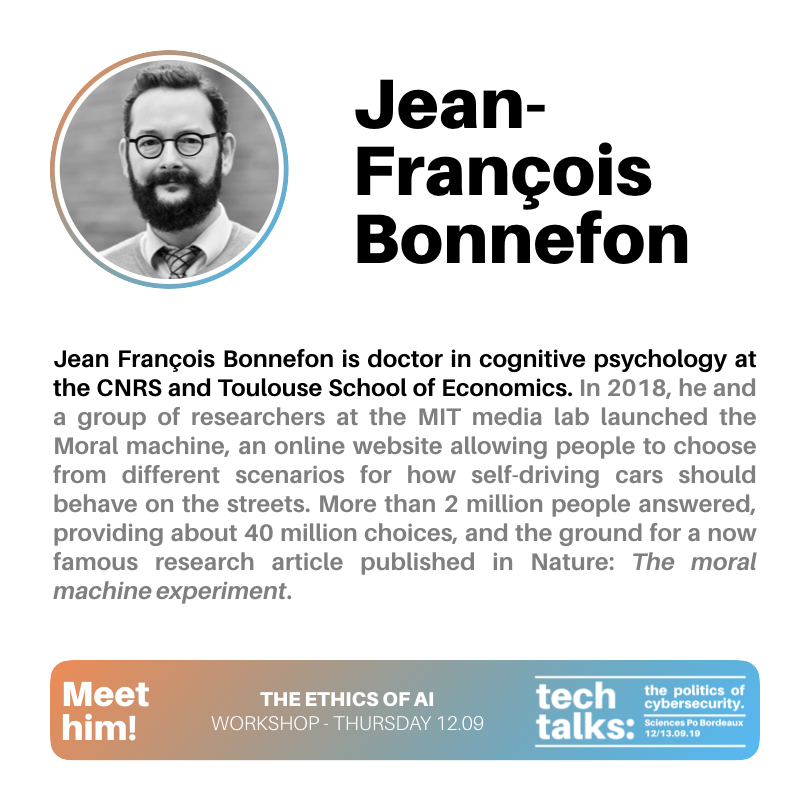 Jean-
François
Bonnefon
Jean François Bonnefon is doctor in cognitive psychology at
the CNRS and Toulouse School of Economics. In 2018, he and
a group of researchers at the MIT media lab launched the
Moral machine, an online website allowing people to choose
from different scenarios for how self-driving cars should
behave on the streets. More than 2 million people answered,
providing about 40 million choices, and the ground for a now
famous research article published in Nature: The moral
machine experiment.
Meet
him!
THE ETHICS OF AI
WORKSHOP - THURSDAY 12.09
tech
talks:
the politics of
cybersecurity.
Sciences Po Bordeaux
12/13.09.19